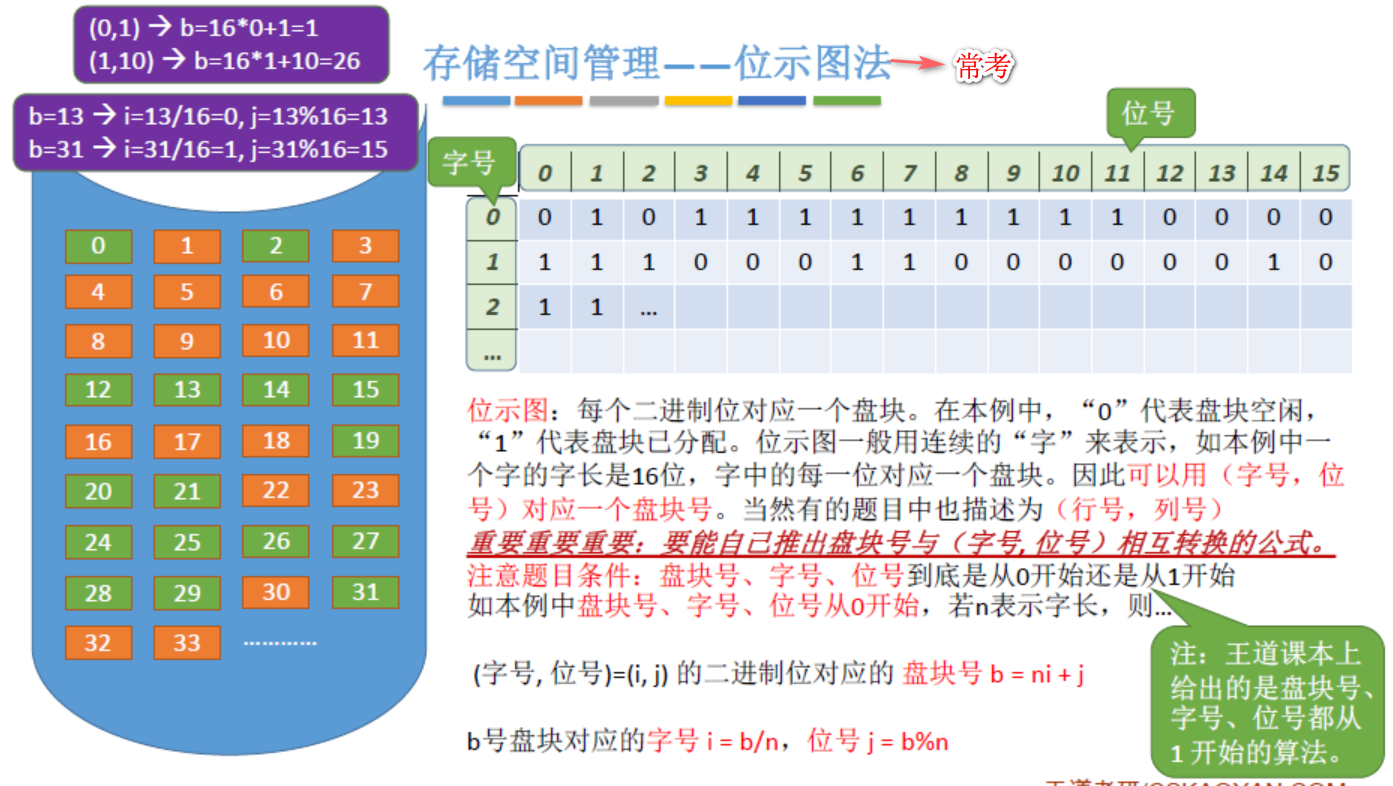 (0,1) → b=16*0+1=1
(1,10) → b=16*1+10=26
存储空间管理——位示图法
常考
b=13 → i=13/16=0, j=13%16=13
b=31 → i=31/16=1, j=31%16=15
位号
字号
0 1 2 3 4 5 6 7 8 9 10 11 12 13 14 15
0 0 1 0 1 1 1 1 1 1 1 1 1 0 0 0 0
1 1 1 1 0 0 0 1 1 0 0 0 0 0 0 1 0
2 1 1 ...
...
0 1 2 3
4 5 6 7
8 9 10 11
12 13 14 15
16 17 18 19
20 21 22 23
24 25 26 27
28 29 30 31
32 33 …………
位示图：每个二进制位对应一个盘块。在本例中，“0”代表盘块空闲，
“1”代表盘块已分配。位示图一般用连续的“字”来表示，如本例中一
个字的字长是16位，字中的每一位对应一个盘块。因此可以用（字号，位
号）对应一个盘块号。当然有的题目中也描述为（行号，列号）
重要重要重要：要能自己推出盘块号与（字号, 位号）相互转换的公式。
注意题目条件：盘块号、字号、位号到底是从0开始还是从1开始
如本例中盘块号、字号、位号从0开始，若n表示字长，则...
(字号, 位号)=(i, j) 的二进制位对应的 盘块号 b = ni + j
b号盘块对应的字号 i = b/n，位号 j = b%n
注：王道课本上
给出的是盘块号、
字号、位号都从
1 开始的算法。